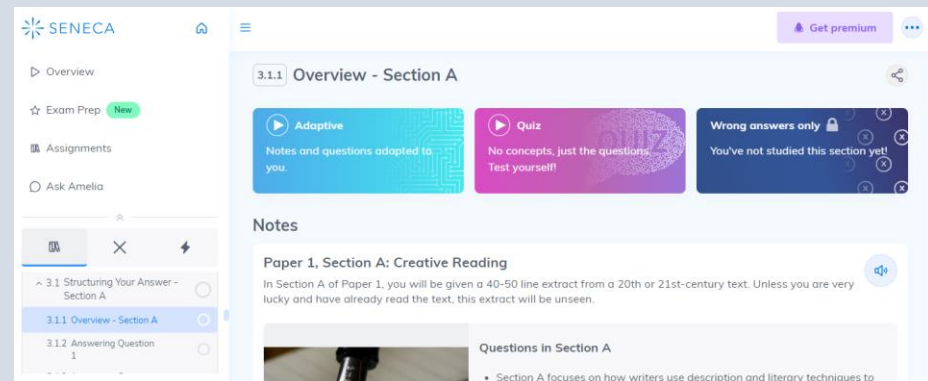 SENECA
Get premium
Overview
Exam Prep New
Assignments
Ask Amelia
3.1 Structuring Your Answer -
Section A
3.1.1 Overview - Section A
3.1.2 Answering Question
1
3.1.1 Overview - Section A
Adaptive
Notes and questions adapted to
you.
Quiz
No concepts, just the questions.
Test yourself!
QUIZ
Wrong answers only
You've not studied this section yet!
Notes
Paper 1, Section A: Creative Reading
In Section A of Paper 1, you will be given a 40-50 line extract from a 20th or 21st-century text. Unless you are very
lucky and have already read the text, this extract will be unseen.
Questions in Section A
• Section A focuses on how writers use description and literary techniques to